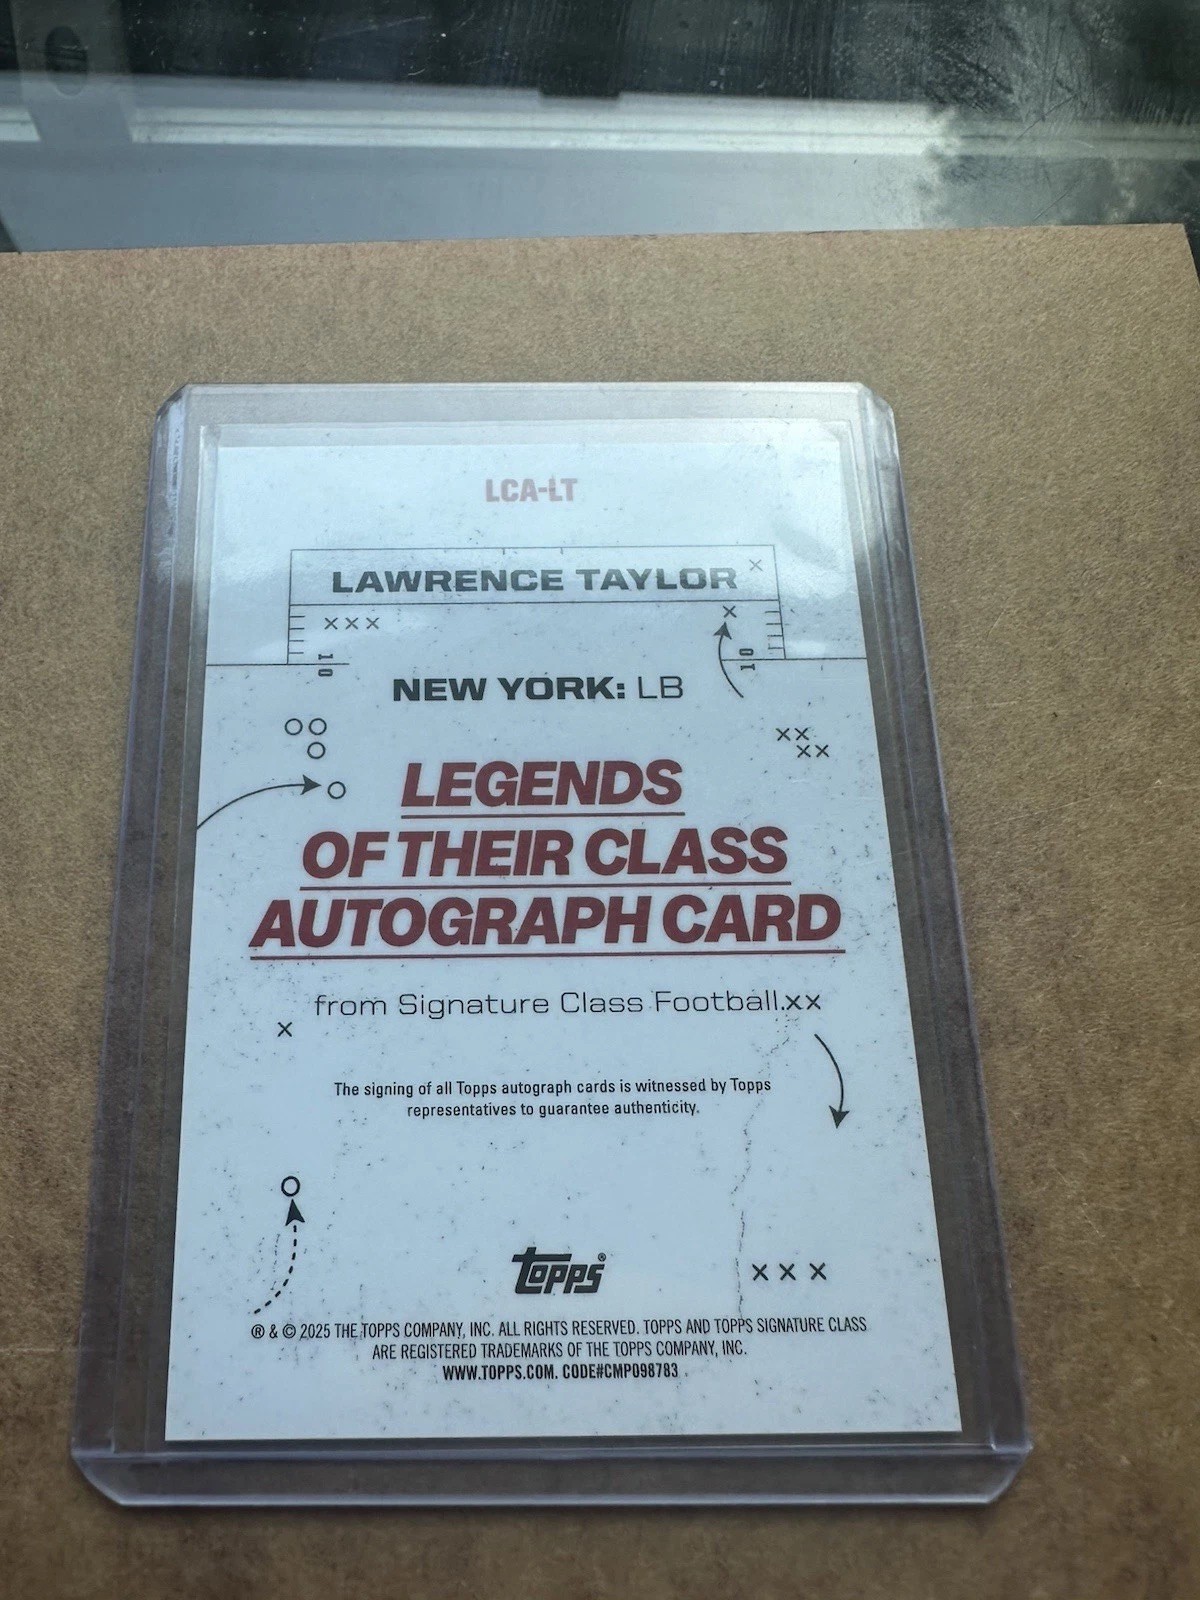 LCA-LT
LAWRENCE TAYLOR
10
10
NEW YORK: LB
LEGENDS
OF THEIR CLASS
AUTOGRAPH CARD
from Signature Class Football.
The signing of all Topps autograph cards is witnessed by Topps
representatives to guarantee authenticity.
topps®
® & © 2025 THE TOPPS COMPANY, INC. ALL RIGHTS RESERVED. TOPPS AND TOPPS SIGNATURE CLASS
ARE REGISTERED TRADEMARKS OF THE TOPPS COMPANY, INC.
WWW.TOPPS.COM. CODE#CMP098783